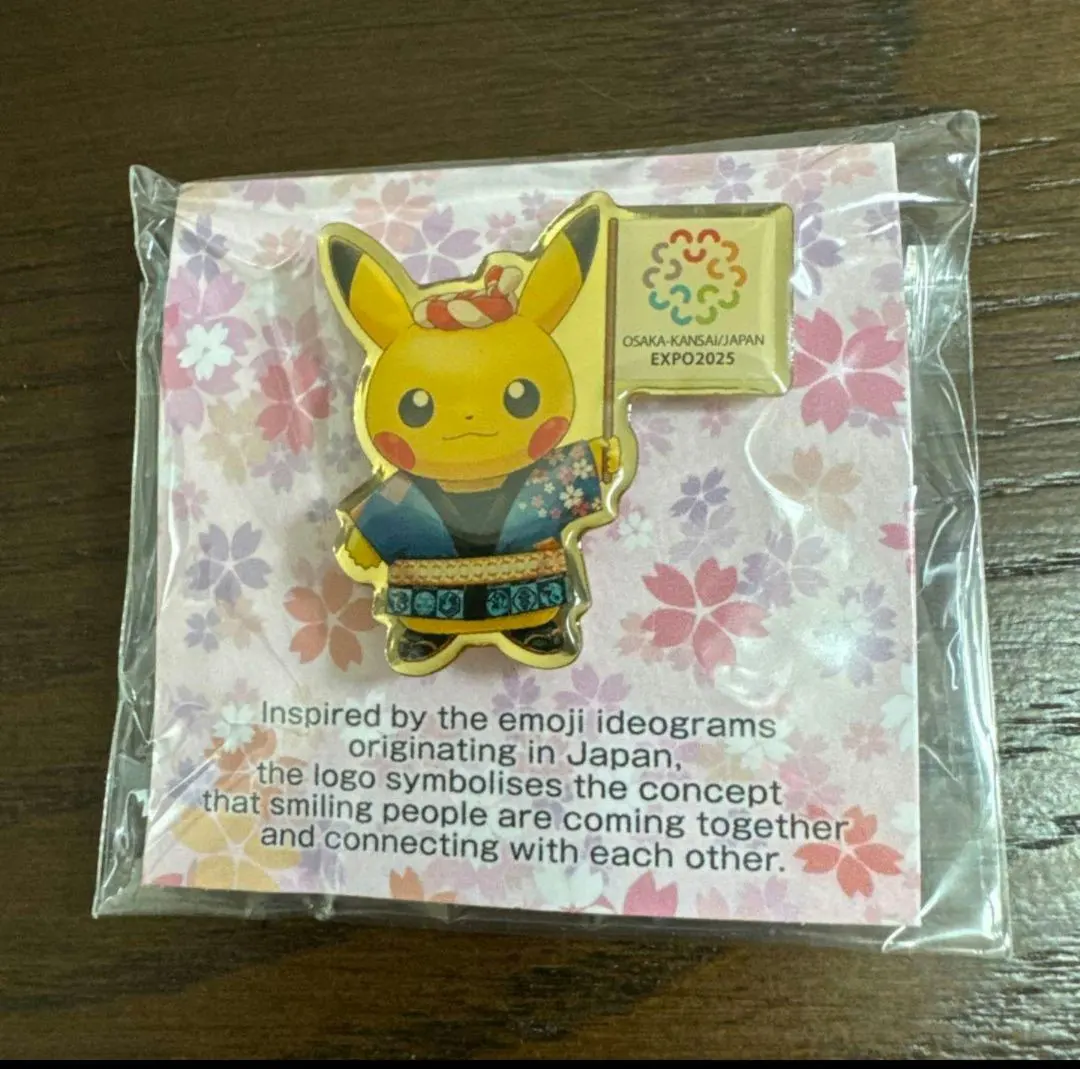 OSAKA-KANSAI/JAPAN
EXPO2025
Inspired by the emoji ideograms
originating in Japan,
the logo symbolises the concept
that smiling people are coming together
and connecting with each other.